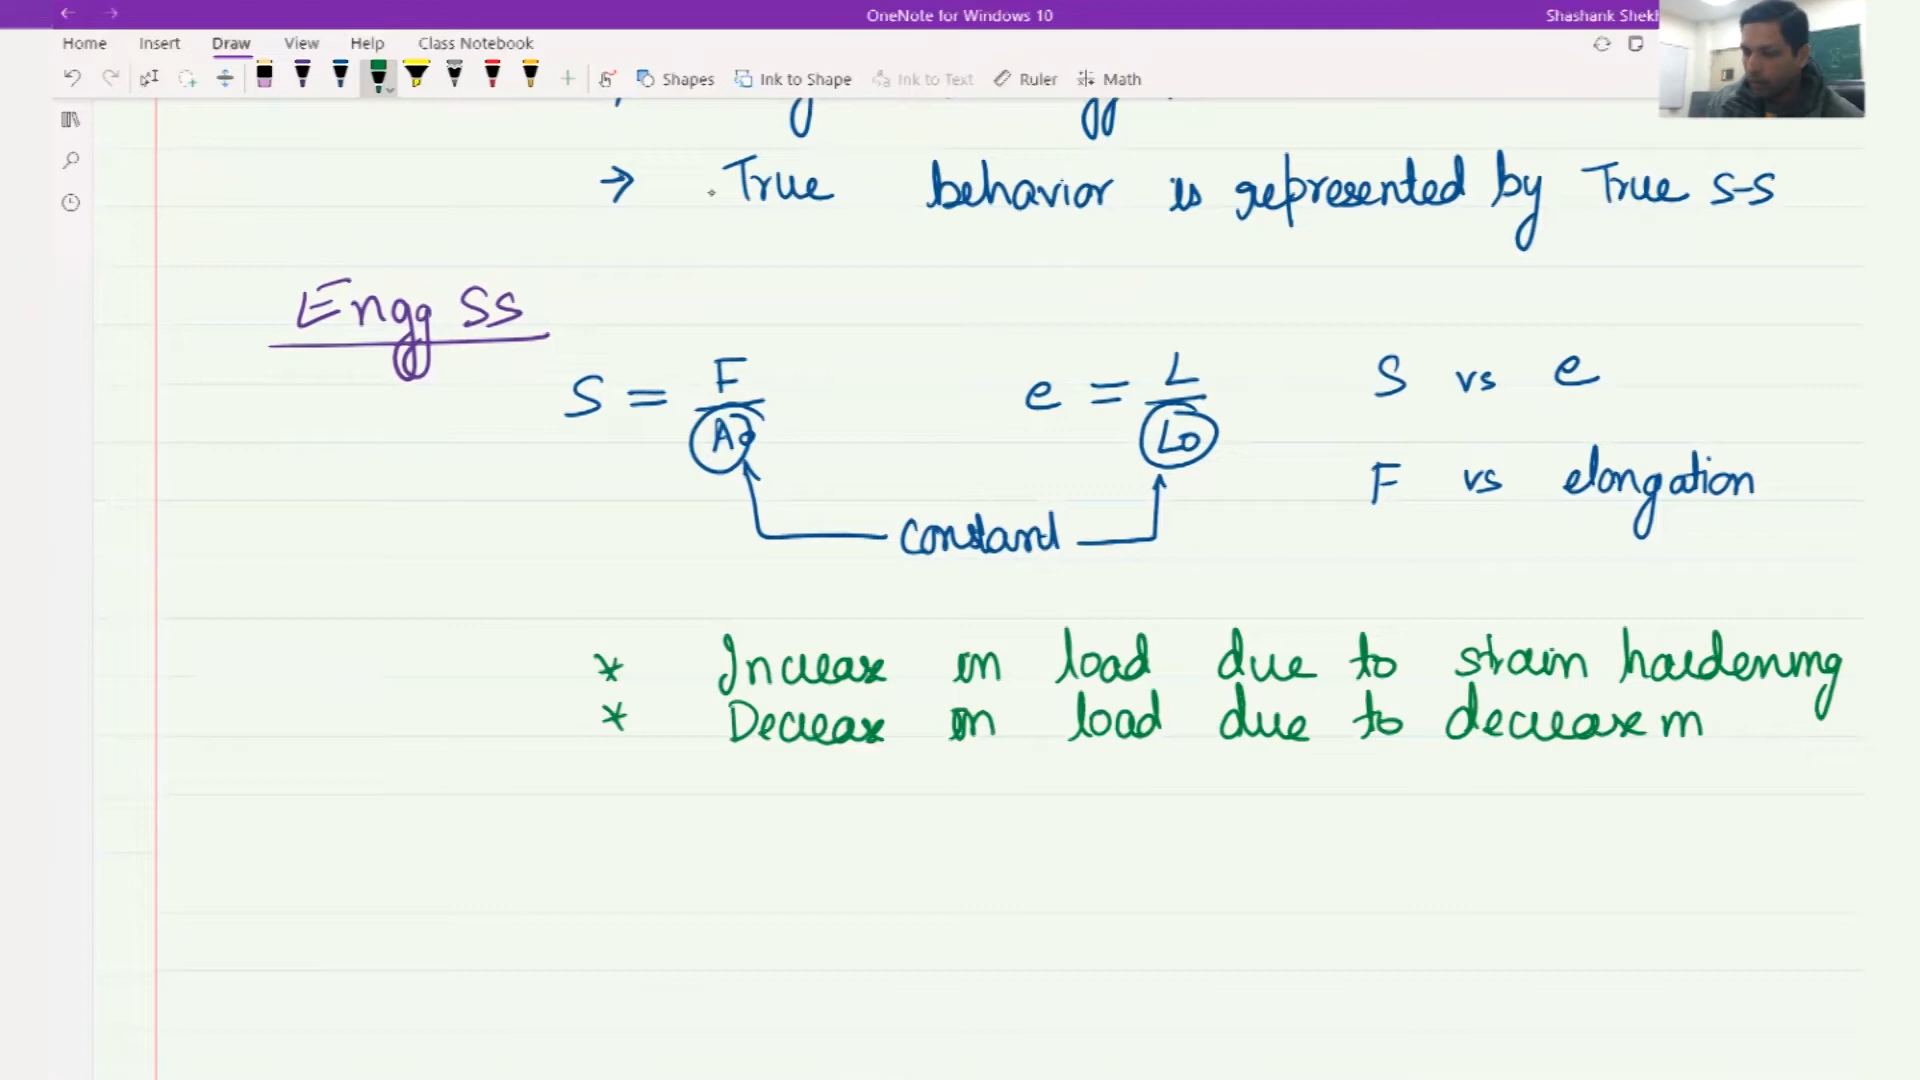 OneNote for Windows 10
Shashank Shekh
Home Insert Draw View Help Class Notebook
Shapes Ink to Shape Ink to Text Ruler Math
→ True behavior is represented by True s-s
Engg SS
S = F/A0 e = L/L0 S vs e
F vs elongation
constant
* Increase in load due to strain hardening
* Decrease in load due to decrease in